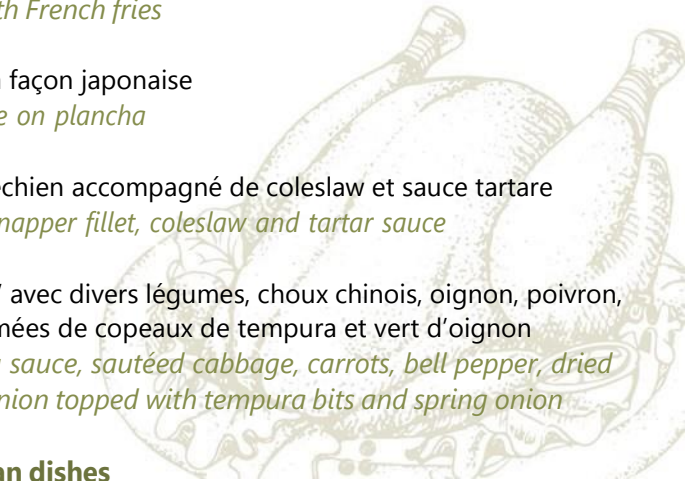 th French fries
façon japonaise
e on plancha
échien accompagné de coleslaw et sauce tartare
napper fillet, coleslaw and tartar sauce
avec divers légumes, choux chinois, oignon, poivron,
mées de copeaux de tempura et vert d’oignon
sauce, sautéed cabbage, carrots, bell pepper, dried
nion topped with tempura bits and spring onion
an dishes